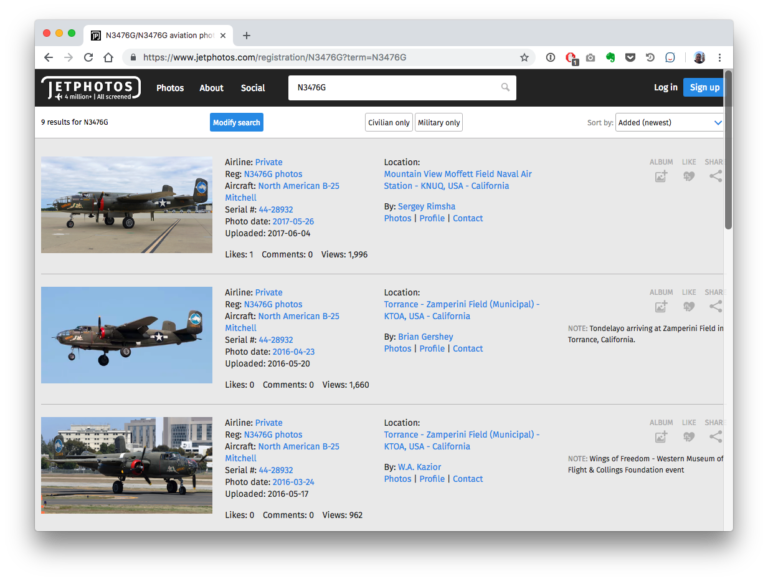 N3476G/N3476G aviation phot
https://www.jetphotos.com/registration/N3476G?term=N3476G
1
JETPHOTOS
4 million+ | All screened
Photos
About
Social
N3476G
Log in
Sign up
9 results for N3476G
Modify search
Civilian only
Military only
Sort by:
Added (newest)
Airline: Private
Reg: N3476G photos
Aircraft: North American B-25
Mitchell
Serial #: 44-28932
Photo date: 2017-05-26
Uploaded: 2017-06-04
Likes: 1 Comments: 0 Views: 1,996
Location:
Mountain View Moffett Field Naval Air
Station - KNUQ, USA - California
By: Sergey Rimsha
Photos | Profile | Contact
ALBUM LIKE SHAR
Airline: Private
Reg: N3476G photos
Aircraft: North American B-25
Mitchell
Serial #: 44-28932
Photo date: 2016-04-23
Uploaded: 2016-05-20
Likes: 0 Comments: 0 Views: 1,660
Location:
Torrance - Zamperini Field (Municipal) -
KTOA, USA - California
By: Brian Gershey
Photos | Profile | Contact
ALBUM LIKE SHAR
NOTE: Tondelayo arriving at Zamperini Field in
Torrance, California.
Airline: Private
Reg: N3476G photos
Aircraft: North American B-25
Mitchell
Serial #: 44-28932
Photo date: 2016-03-24
Uploaded: 2016-05-17
Likes: 0 Comments: 0 Views: 962
Location:
Torrance - Zamperini Field (Municipal) -
KTOA, USA - California
By: W.A. Kazior
Photos | Profile | Contact
ALBUM LIKE SHAR
NOTE: Wings of Freedom - Western Museum of
Flight & Collings Foundation event